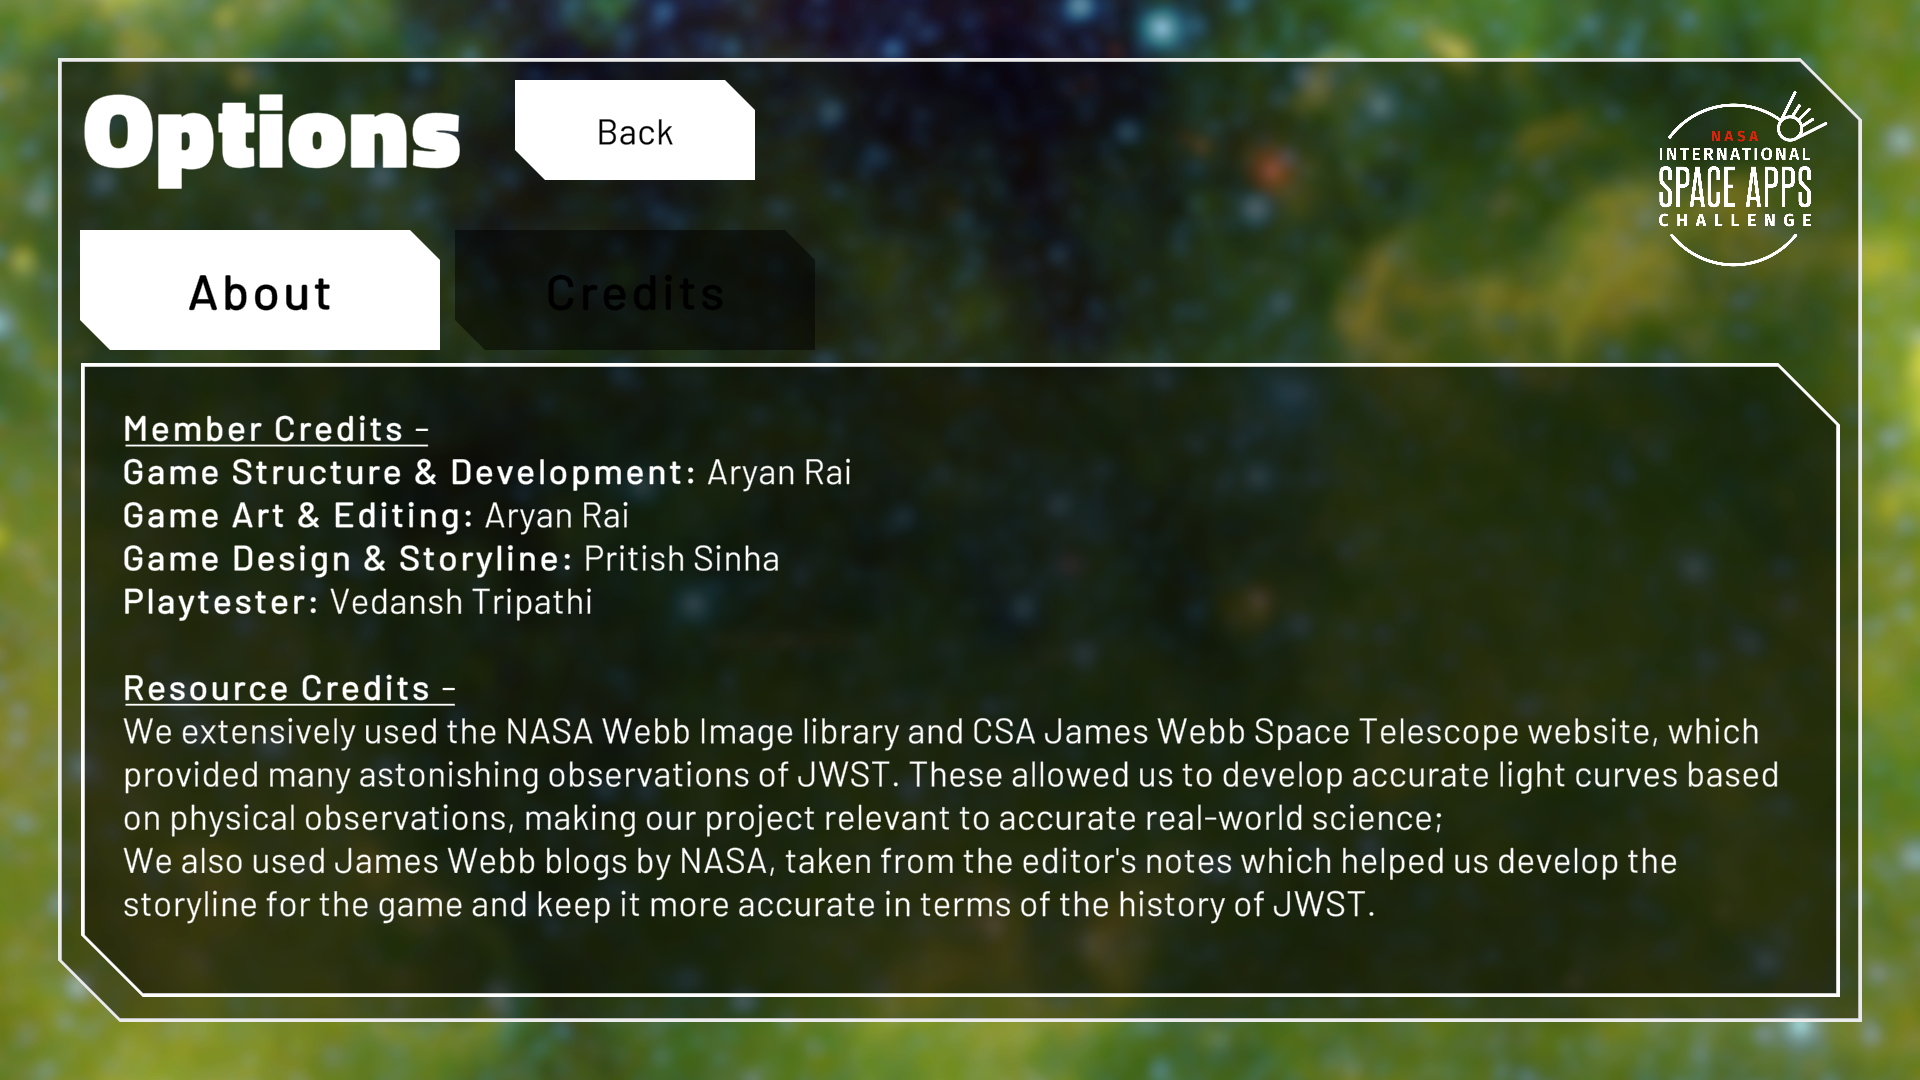 Options
Back
NASA
INTERNATIONAL
SPACE APPS
CHALLENGE
About
Credits
Member Credits -
Game Structure & Development: Aryan Rai
Game Art & Editing: Aryan Rai
Game Design & Storyline: Pritish Sinha
Playtester: Vedansh Tripathi
Resource Credits -
We extensively used the NASA Webb Image library and CSA James Webb Space Telescope website, which
provided many astonishing observations of JWST. These allowed us to develop accurate light curves based
on physical observations, making our project relevant to accurate real-world science;
We also used James Webb blogs by NASA, taken from the editor's notes which helped us develop the
storyline for the game and keep it more accurate in terms of the history of JWST.